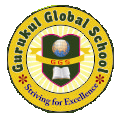 Gurukul Global School
GGS
Striving for Excellence